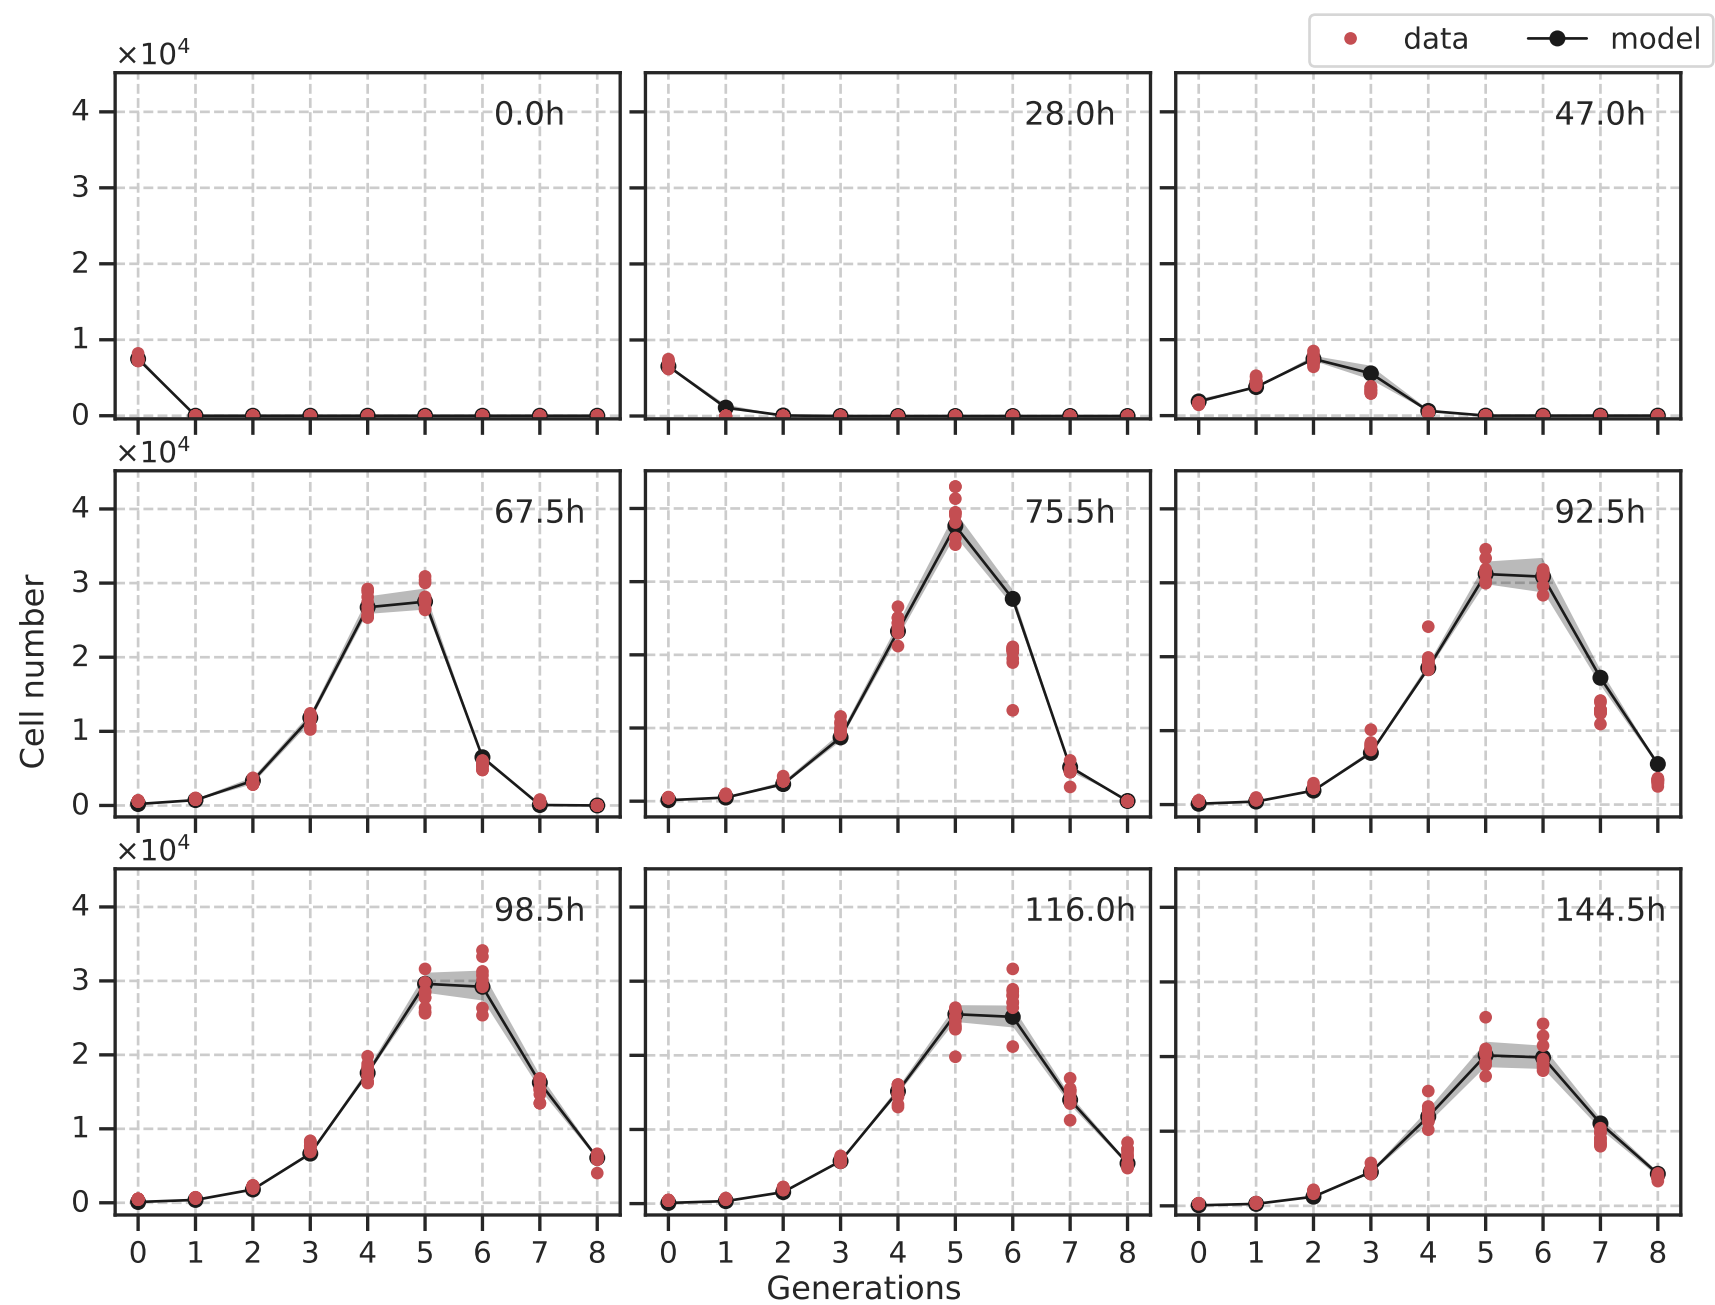 data model
×10⁴
4 0.0h 28.0h 47.0h
3
2
1
0
×10⁴
4 67.5h 75.5h 92.5h
3
2
1
0
Cell number
×10⁴
4 98.5h 116.0h 144.5h
3
2
1
0
0 1 2 3 4 5 6 7 8 0 1 2 3 4 5 6 7 8 0 1 2 3 4 5 6 7 8
Generations